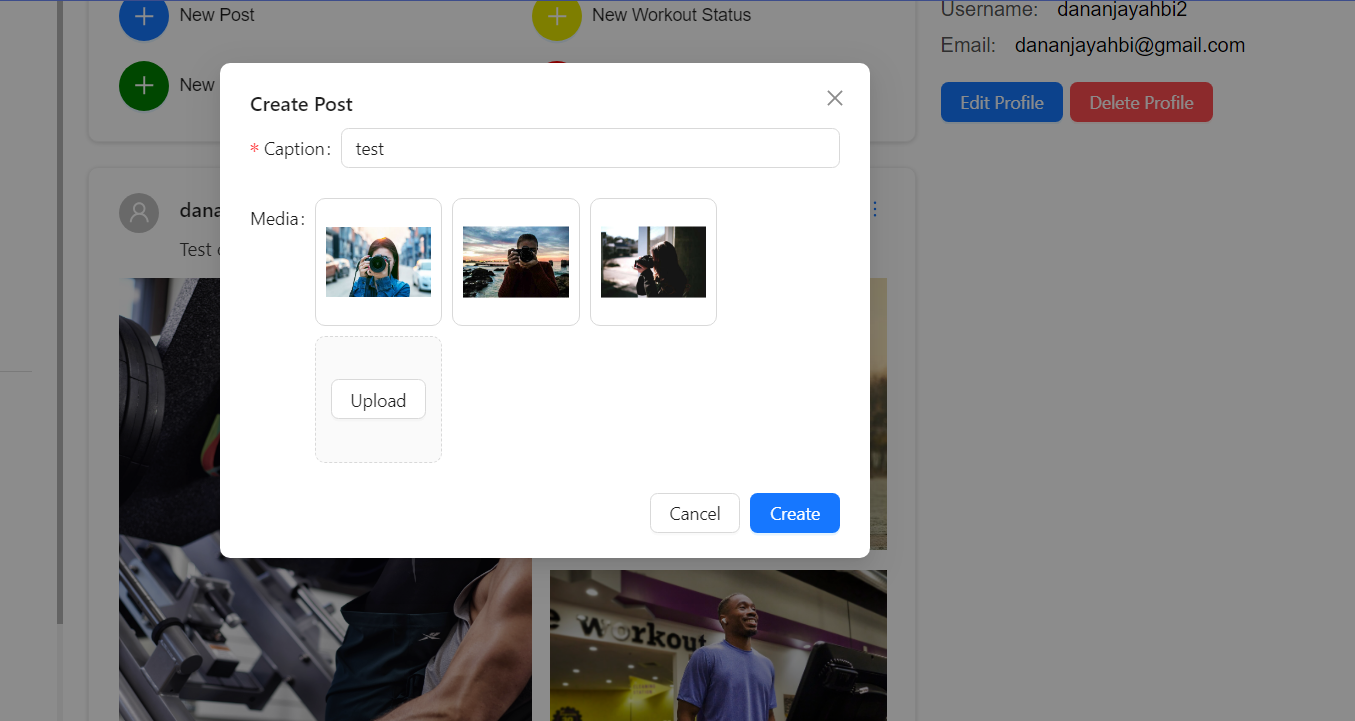 New Post
New Workout Status
Username: dananjayahbi2
Email: dananjayahbi@gmail.com
New
Edit Profile
Delete Profile
Create Post
* Caption: test
Media:
dana
Test
Upload
Cancel
Create
workout